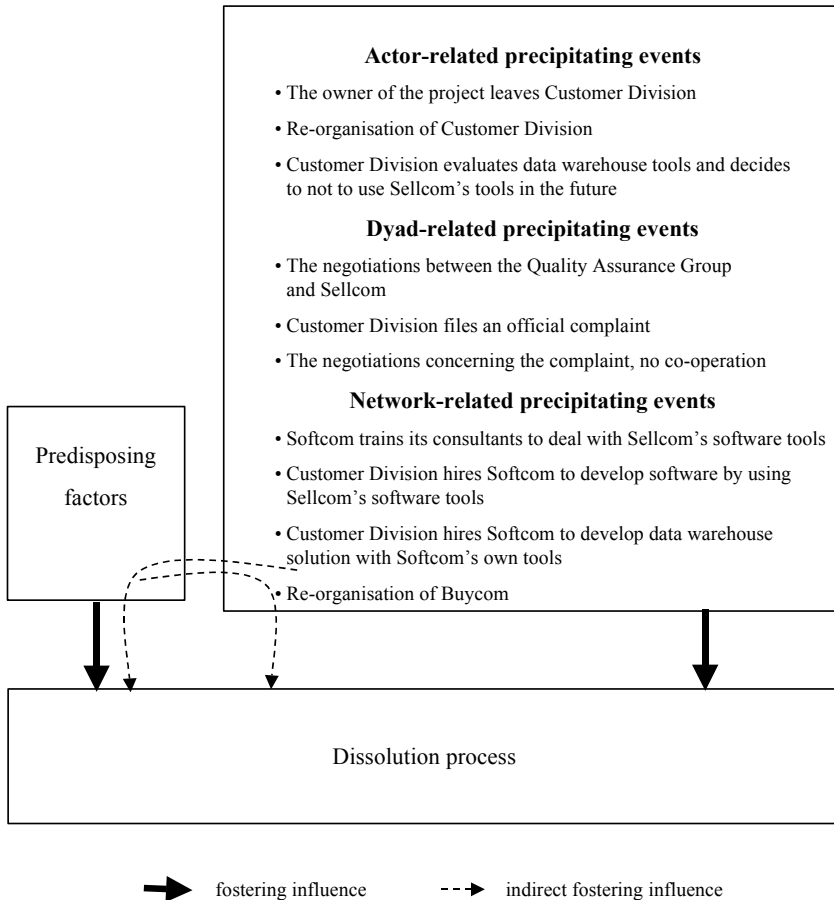 Actor-related precipitating events
• The owner of the project leaves Customer Division
• Re-organisation of Customer Division
• Customer Division evaluates data warehouse tools and decides
to not to use Sellcom’s tools in the future
Dyad-related precipitating events
• The negotiations between the Quality Assurance Group
and Sellcom
• Customer Division files an official complaint
• The negotiations concerning the complaint, no co-operation
Network-related precipitating events
• Softcom trains its consultants to deal with Sellcom’s software tools
• Customer Division hires Softcom to develop software by using
Sellcom’s software tools
• Customer Division hires Softcom to develop data warehouse
solution with Softcom’s own tools
• Re-organisation of Buycom
Predisposing
factors
Dissolution process
fostering influence
indirect fostering influence